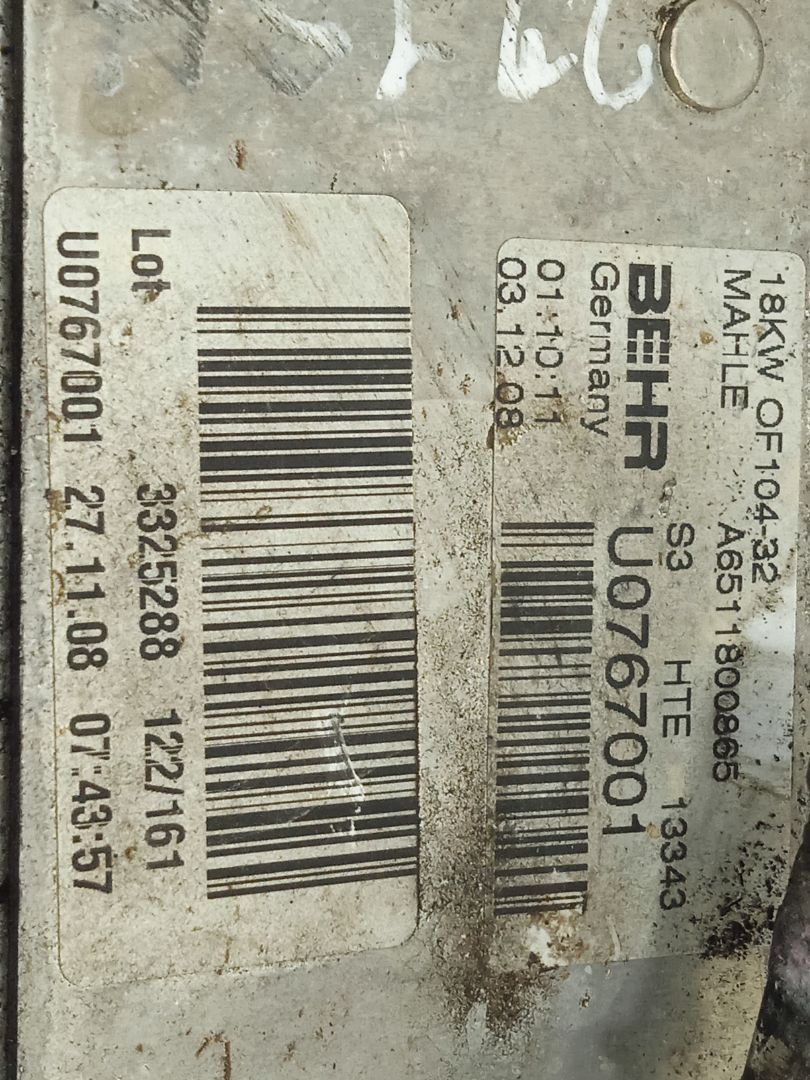 18KW OF104-32
MAHLE A6511800865
BEHR S3 HTE 13343
Germany U0767001
01:10:11
03.12.08
Lot 3325288 122/161
U0767001 27.11.08 07:43:57